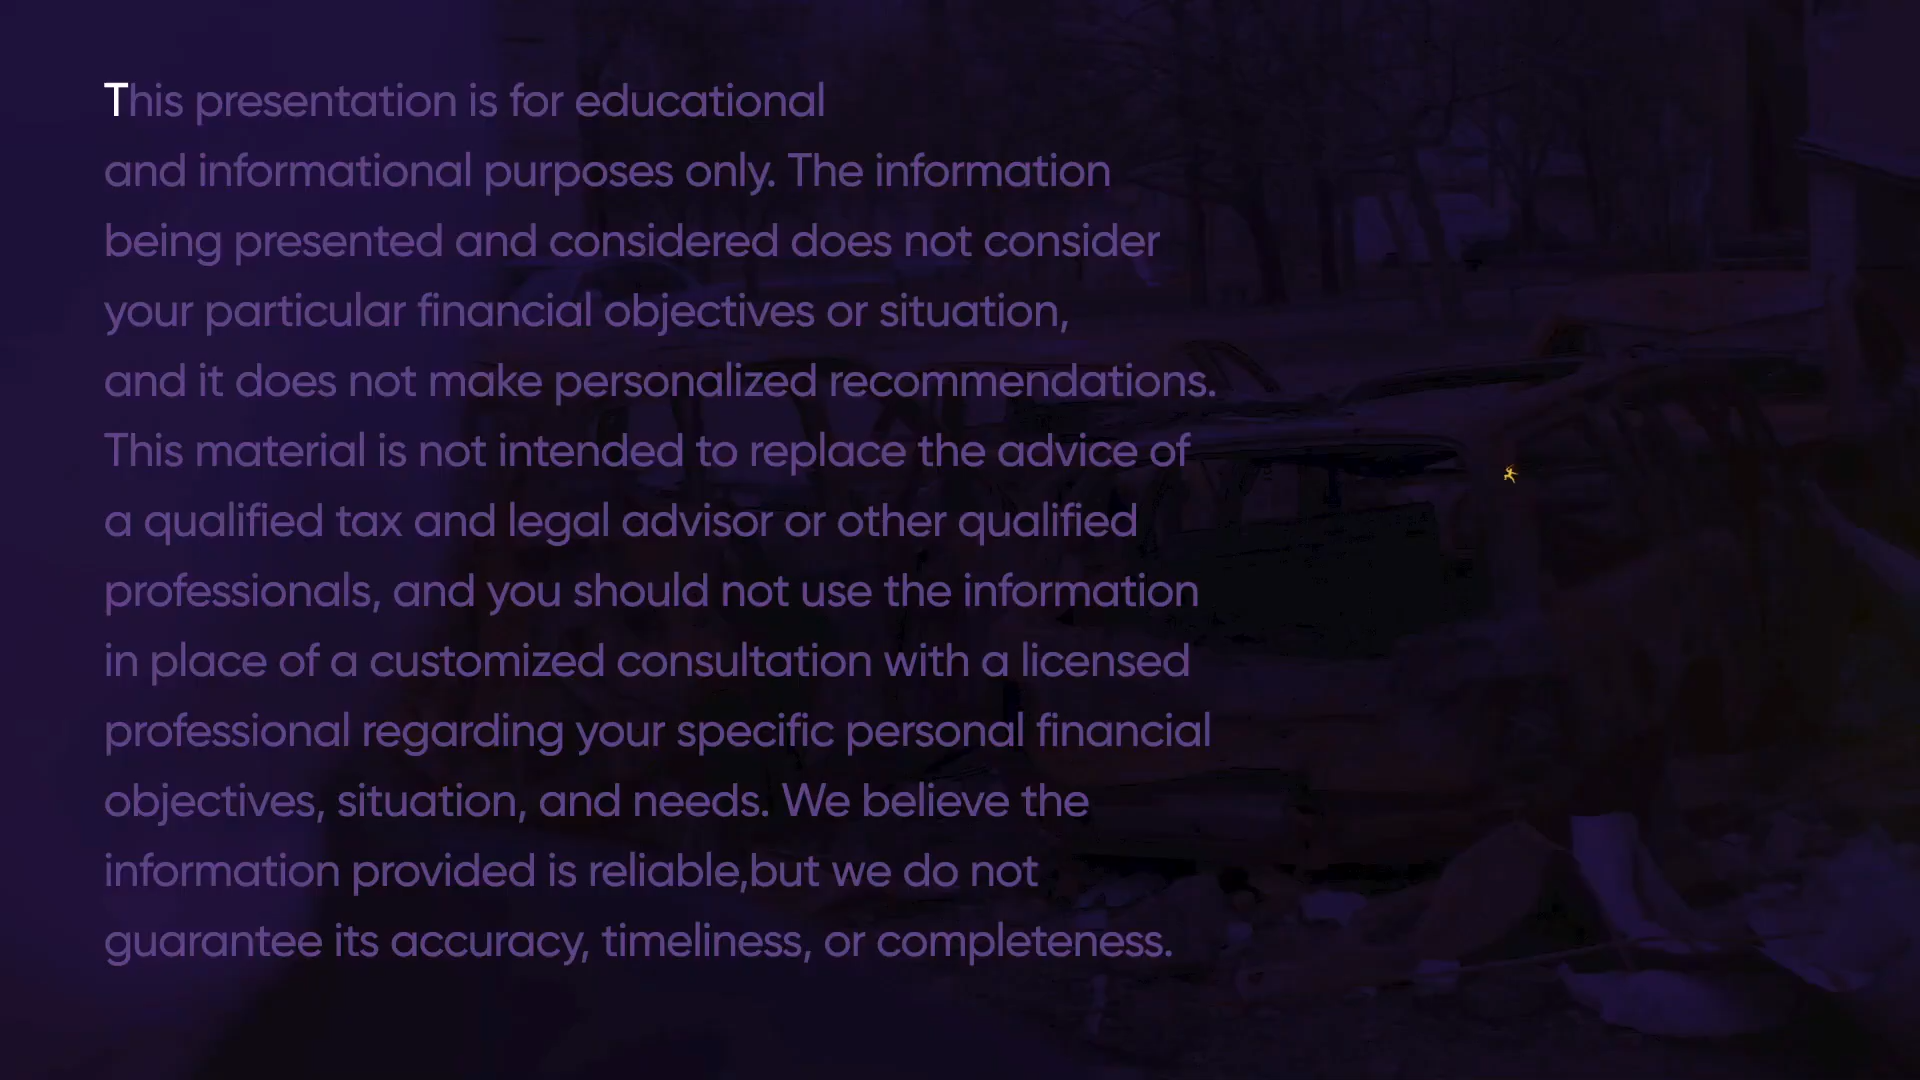 This presentation is for educational
and informational purposes only. The information
being presented and considered does not consider
your particular financial objectives or situation,
and it does not make personalized recommendations.
This material is not intended to replace the advice of
a qualified tax and legal advisor or other qualified
professionals, and you should not use the information
in place of a customized consultation with a licensed
professional regarding your specific personal financial
objectives, situation, and needs. We believe the
information provided is reliable,but we do not
guarantee its accuracy, timeliness, or completeness.